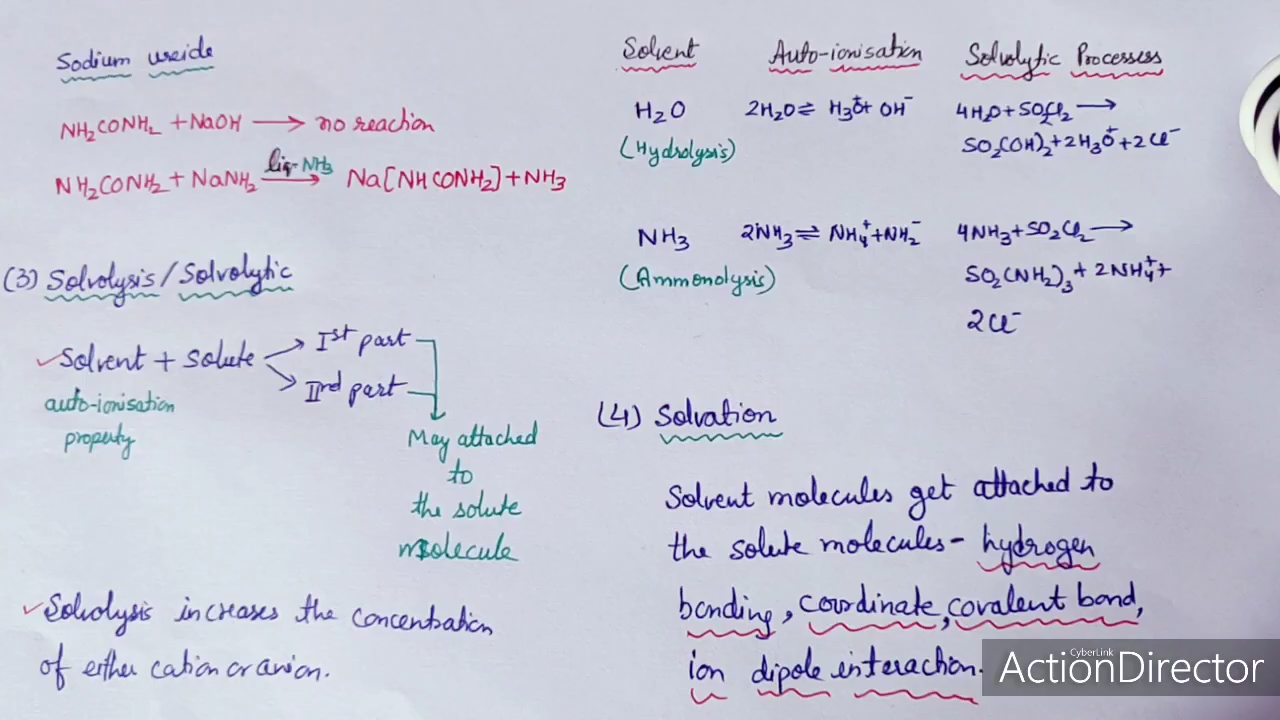 Sodium ureide
NH₂CONH₂ + NaOH ⟶ no reaction
NH₂CONH₂ + NaNH₂ —liq. NH₃→ Na[NHCONH₂] + NH₃
(3) Solvolysis / Solvolytic
✓ Solvent + Solute
Iˢᵗ part
IInd part
auto-ionisation
property
May attached
to
the solute
molecule
✓ Solvolysis increases the concentration
of either cation or anion.
Solvent Auto-ionisation Solvolytic Processess
H₂O 2H₂O ⇌ H₃O⁺ + OH⁻ 4H₂O + SO₂Cl₂ ⟶
(Hydrolysis) SO₂(OH)₂ + 2H₃O⁺ + 2Cl⁻
NH₃ 2NH₃ ⇌ NH₄⁺ + NH₂⁻ 4NH₃ + SO₂Cl₂ ⟶
(Ammonolysis) SO₂(NH₂)₃ + 2NH₄⁺ +
2Cl⁻
(4) Solvation
Solvent molecules get attached to
the solute molecules - hydrogen
bonding, coordinate, covalent bond,
ion dipole interaction.
CyberLink
ActionDirector